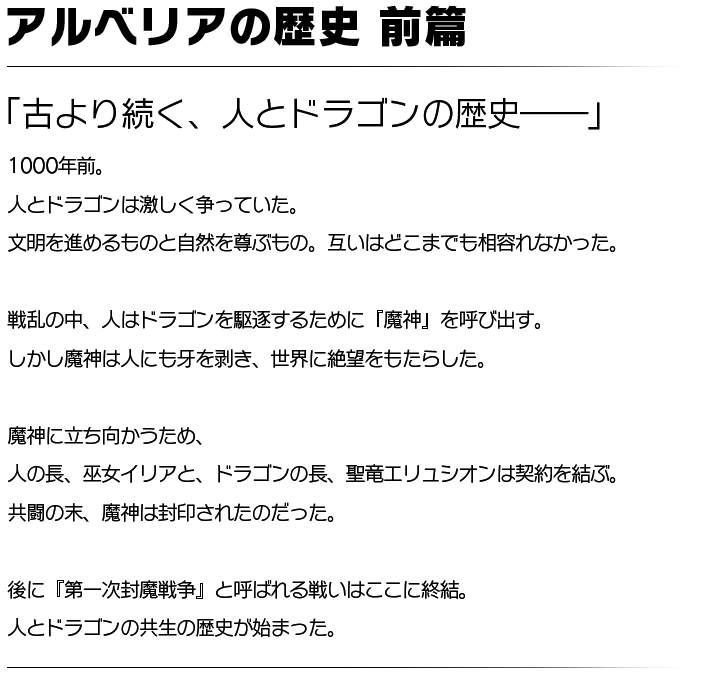 アルベリアの歴史 前篇
「古より続く、人とドラゴンの歴史――」
1000年前。
人とドラゴンは激しく争っていた。
文明を進めるものと自然を尊ぶもの。互いはどこまでも相容れなかった。
戦乱の中、人はドラゴンを駆逐するために『魔神』を呼び出す。
しかし魔神は人にも牙を剥き、世界に絶望をもたらした。
魔神に立ち向かうため、
人の長、巫女イリアと、ドラゴンの長、聖竜エリュシオンは契約を結ぶ。
共闘の末、魔神は封印されたのだった。
後に『第一次封魔戦争』と呼ばれる戦いはここに終結。
人とドラゴンの共生の歴史が始まった。